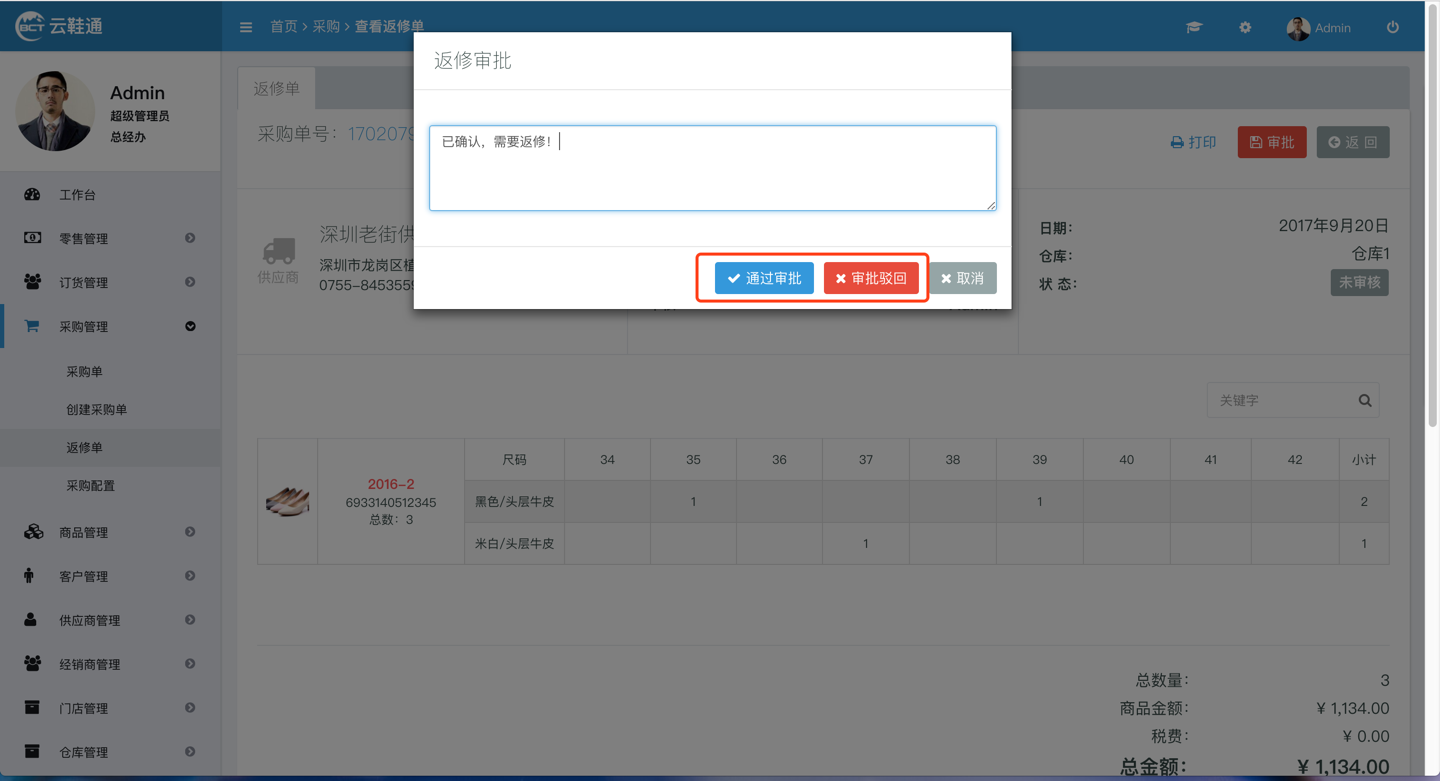 BCT 云鞋通
首页 > 采购 > 查看返修单
Admin
Admin
超级管理员
总经办
工作台
零售管理
订货管理
采购管理
采购单
创建采购单
返修单
采购配置
商品管理
客户管理
供应商管理
经销商管理
门店管理
仓库管理
返修审批
已确认，需要返修！
通过审批
审批驳回
取消
返修单
采购单号：1702079
打印
审批
返 回
供应商
深圳老街供
深圳市龙岗区植
0755-8453559
日期： 2017年9月20日
仓库： 仓库1
状 态： 未审核
关键字
尺码 34 35 36 37 38 39 40 41 42 小计
2016-2
6933140512345
总数：3
黑色/头层牛皮 1 1 2
米白/头层牛皮 1 1
总数量： 3
商品金额： ¥ 1,134.00
税费： ¥ 0.00
总金额： ¥ 1,134.00